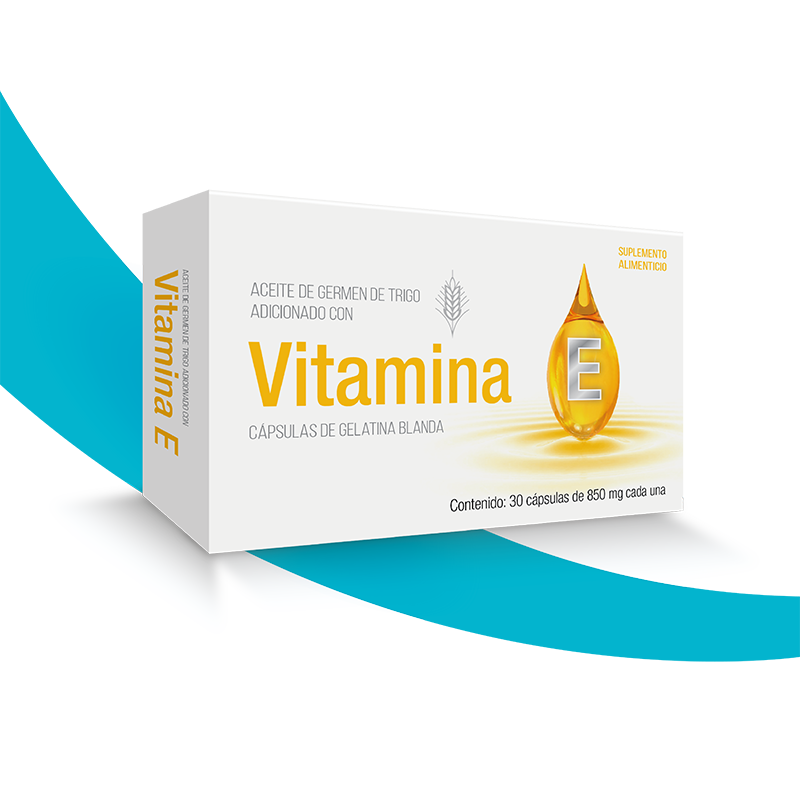 SUPLEMENTO
ALIMENTICIO
ACEITE DE GERMEN DE TRIGO
ADICIONADO CON
Vitamina E
CÁPSULAS DE GELATINA BLANDA
Contenido: 30 cápsulas de 850 mg cada una
ACEITE DE GERMEN DE TRIGO ADICIONADO CON
Vitamina E